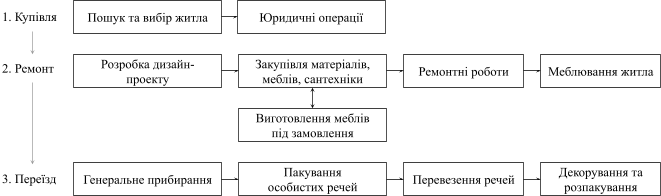 1. Купівля
Пошук та вибір житла
Юридичні операції
2. Ремонт
Розробка дизайн-
проекту
Закупівля матеріалів,
меблів, сантехніки
Ремонтні роботи
Меблювання житла
Виготовлення меблів
під замовлення
3. Переїзд
Генеральне прибирання
Пакування
особистих речей
Перевезення речей
Декорування та
розпакування